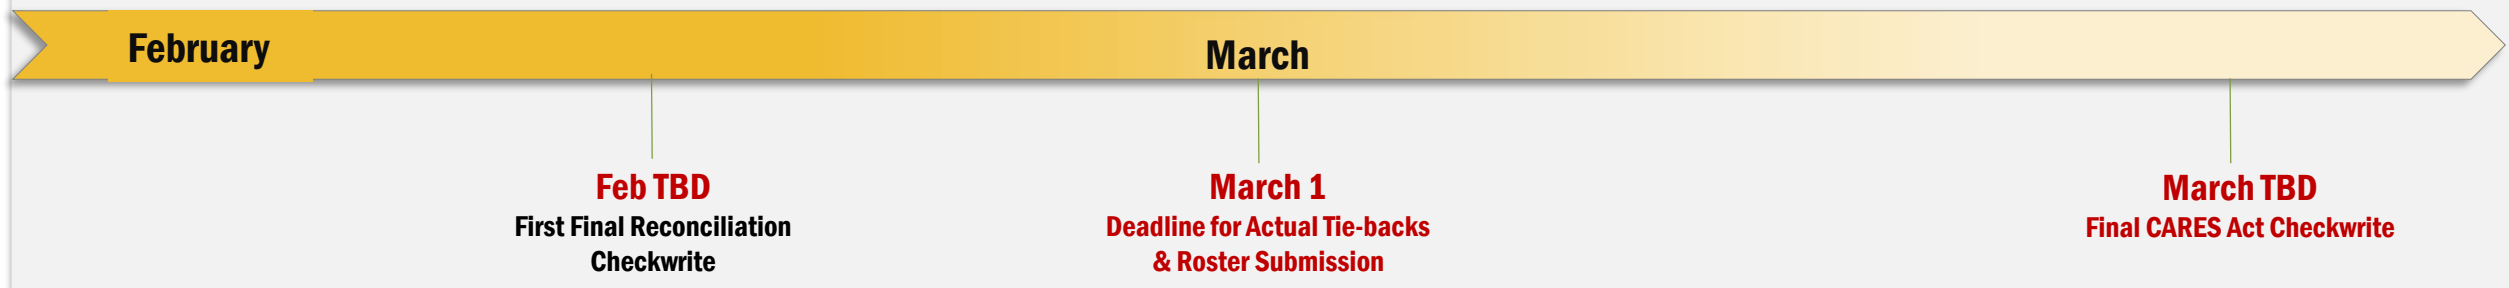 February
March
Feb TBD
First Final Reconciliation
Checkwrite
March 1
Deadline for Actual Tie-backs
& Roster Submission
March TBD
Final CARES Act Checkwrite